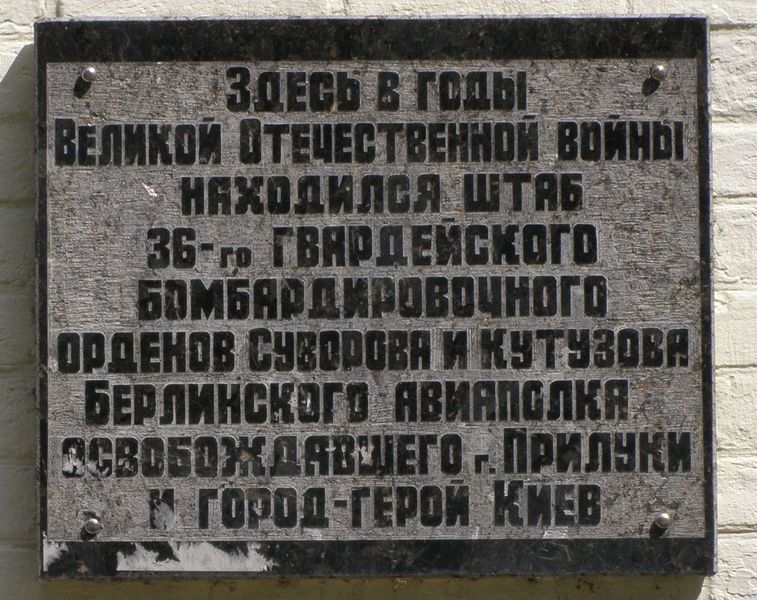 Здесь в годы
Великой Отечественной войны
находился штаб
36-го гвардейского
бомбардировочного
орденов Суворова и Кутузова
Берлинского авиаполка
освобождавшего г. Прилуки
и город-герой Киев